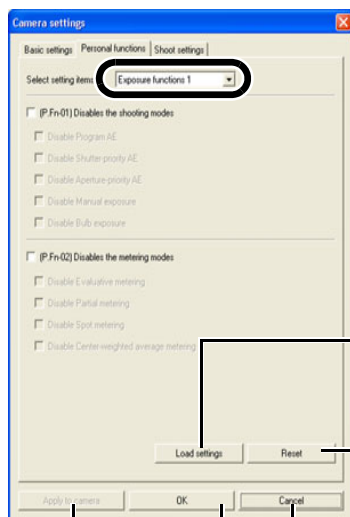 Camera settings
Basic settings Personal functions Shoot settings
Select setting items Exposure functions 1
(P.Fn-01) Disables the shooting modes
Disable Program AE
Disable Shutter-priority AE
Disable Aperture-priority AE
Disable Manual exposure
Disable Bulb exposure
(P.Fn-02) Disables the metering modes
Disable Evaluative metering
Disable Partial metering
Disable Spot metering
Disable Center-weighted average metering
Load settings Reset
Apply to camera OK Cancel